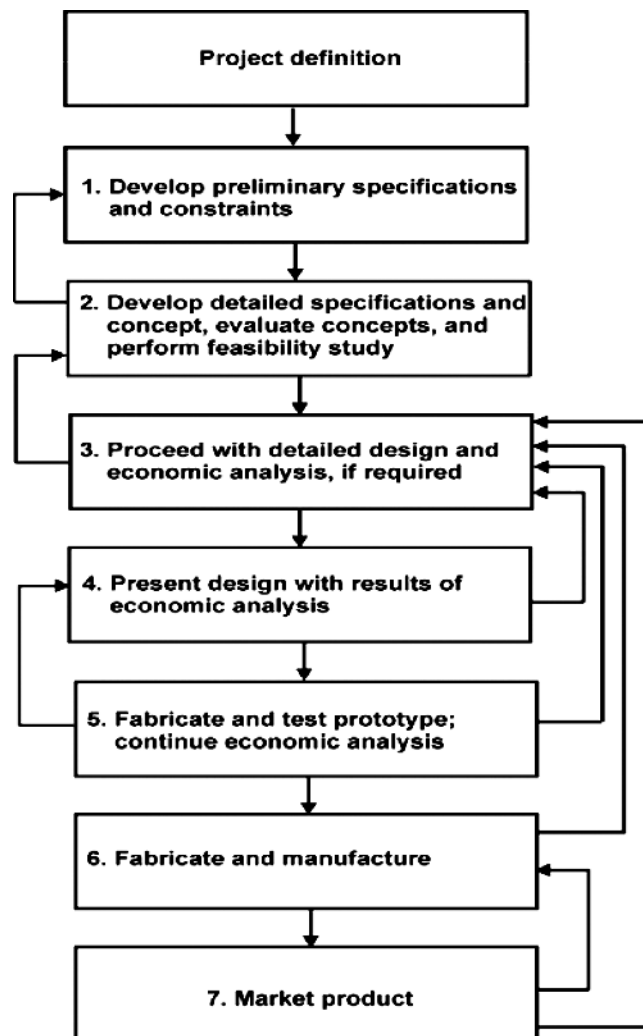 Project definition
1. Develop preliminary specifications
and constraints
2. Develop detailed specifications and
concept, evaluate concepts, and
perform feasibility study
3. Proceed with detailed design and
economic analysis, if required
4. Present design with results of
economic analysis
5. Fabricate and test prototype;
continue economic analysis
6. Fabricate and manufacture
7. Market product